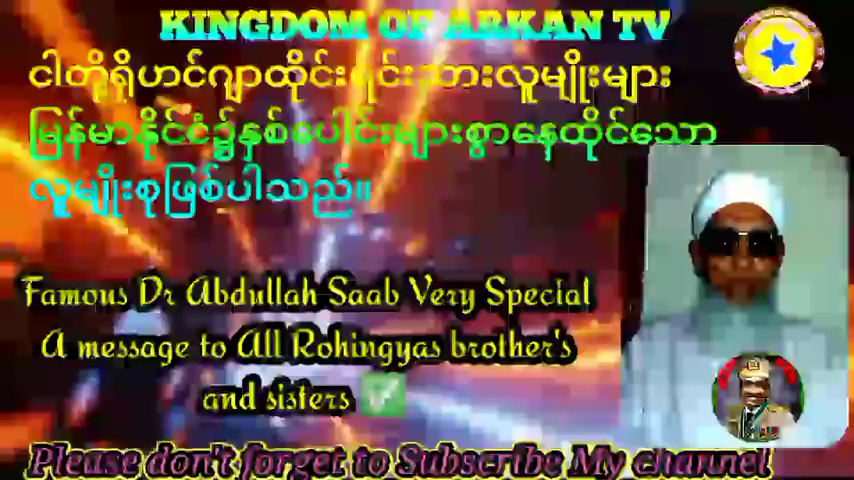 KINGDOM OF ARKAN TV
ငါတို့ရိုဟင်ဂျာထိုင်းရင်းသားလူမျိုးများ
မြန်မာနိုင်ငံ၌နှစ်ပေါင်းများစွာနေထိုင်သော
လူမျိုးစုဖြစ်ပါသည်။
Famous Dr Abdullah Saab Very Special
A message to All Rohingyas brother's
and sisters ✅
Please don't forget to Subscribe My channel